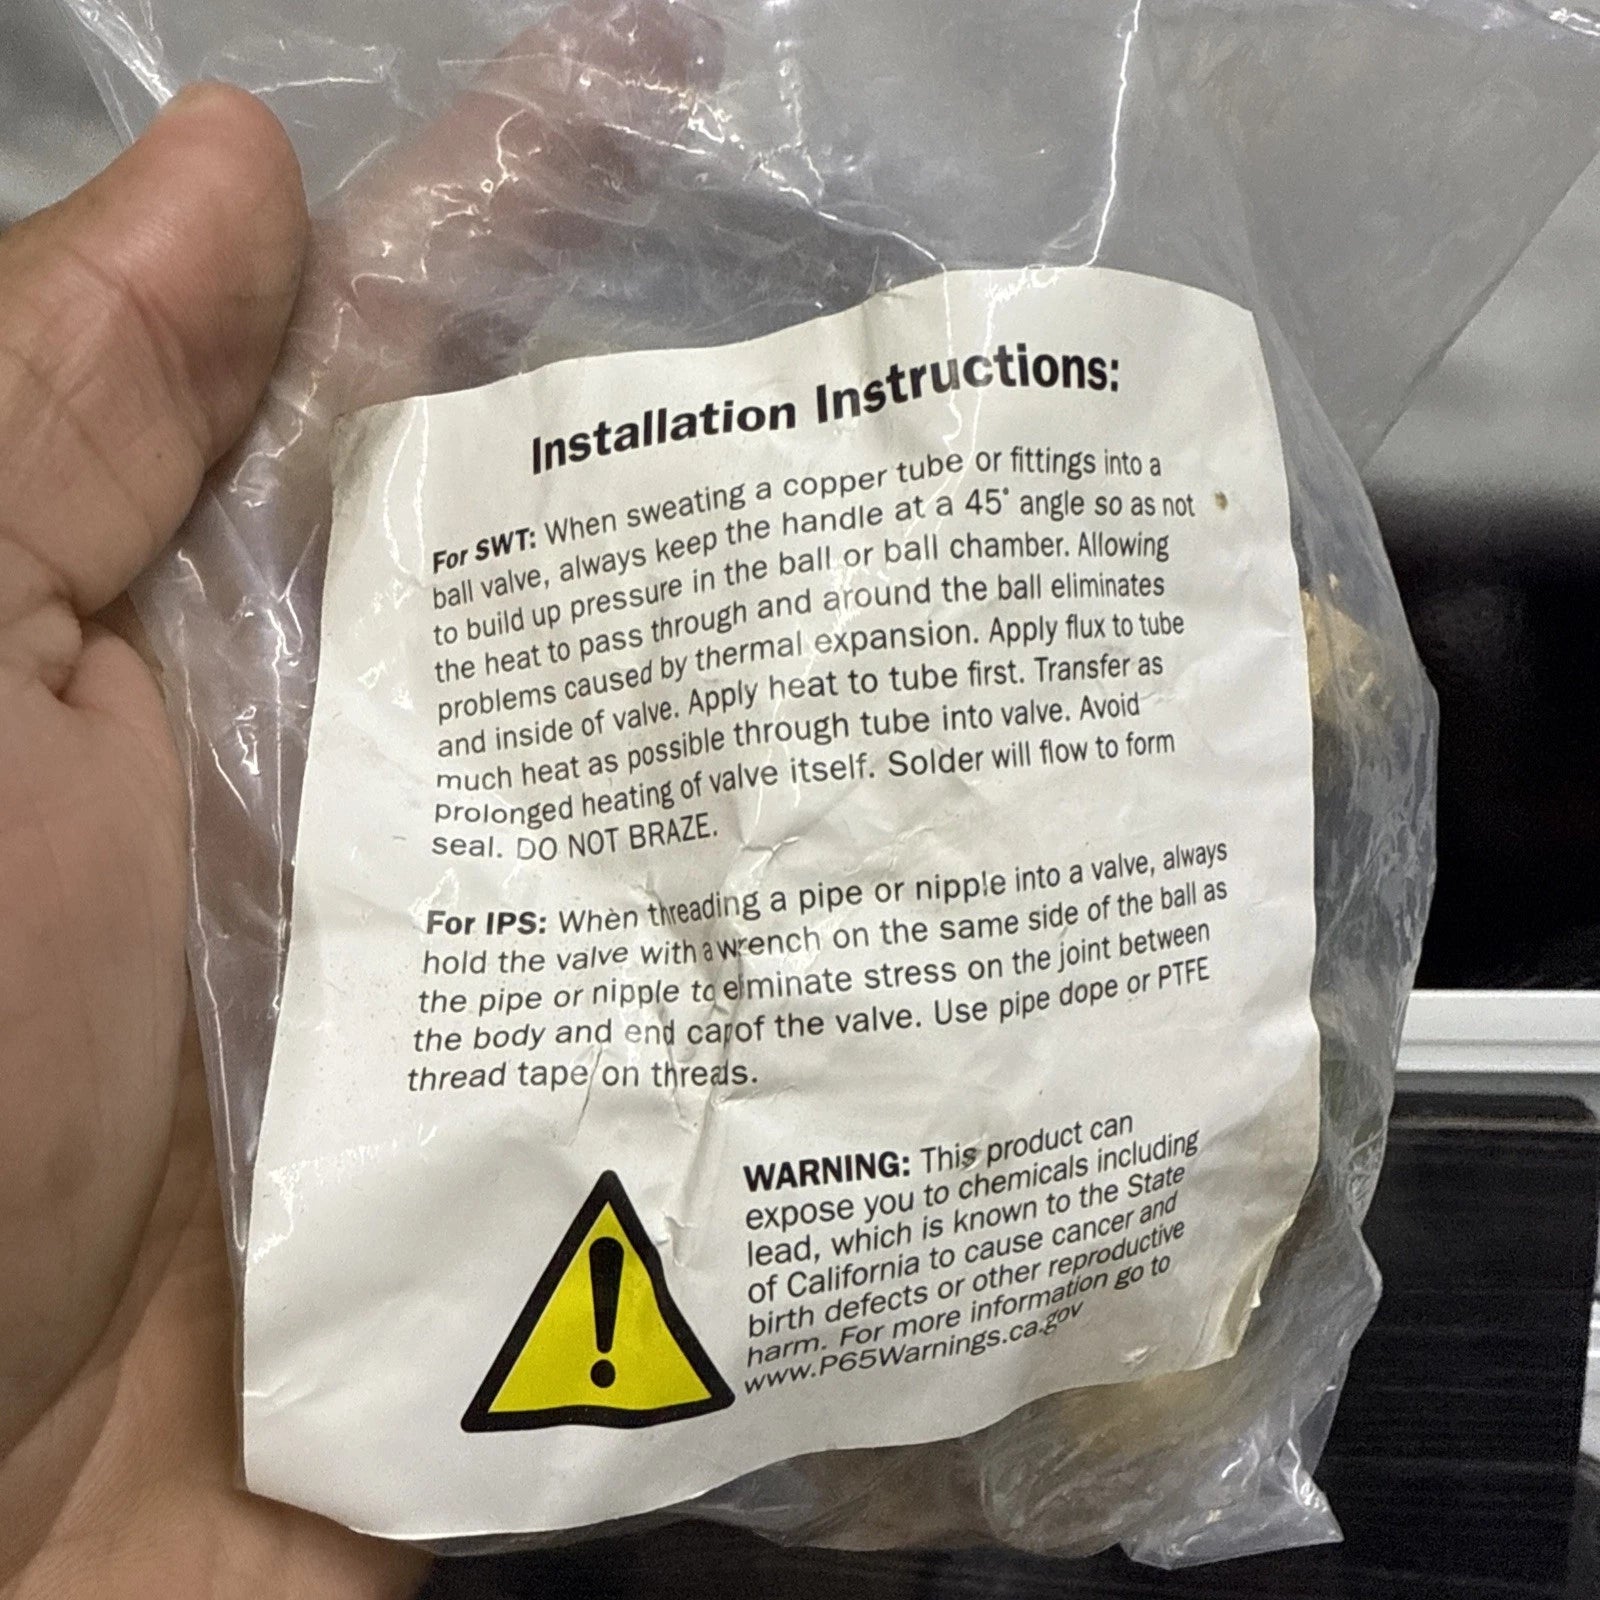 Installation Instructions:
For SWT: When sweating a copper tube or fittings into a
ball valve, always keep the handle at a 45° angle so as not
to build up pressure in the ball or ball chamber. Allowing
the heat to pass through and around the ball eliminates
problems caused by thermal expansion. Apply flux to tube
and inside of valve. Apply heat to tube first. Transfer as
much heat as possible through tube into valve. Avoid
prolonged heating of valve itself. Solder will flow to form
seal. DO NOT BRAZE.
For IPS: When threading a pipe or nipple into a valve, always
hold the valve with a wrench on the same side of the ball as
the pipe or nipple to elminate stress on the joint between
the body and end cap of the valve. Use pipe dope or PTFE
thread tape on threads.
WARNING: This product can
expose you to chemicals including
lead, which is known to the State
of California to cause cancer and
birth defects or other reproductive
harm. For more information go to
www.P65Warnings.ca.gov